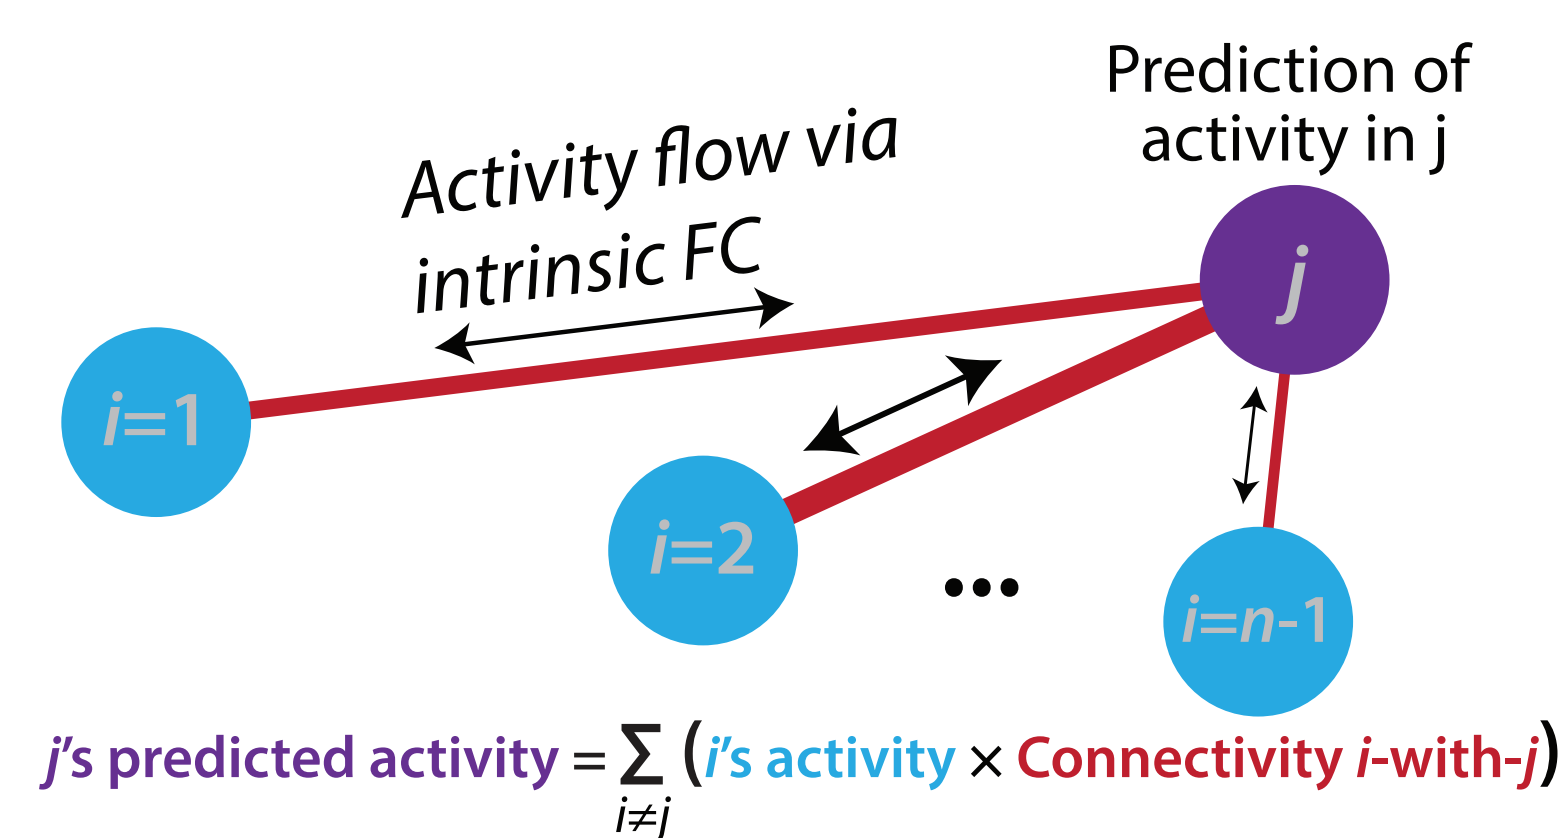 Prediction of
activity in j
Activity flow via
intrinsic FC
j
i=1
i=2
...
i=n-1
j's predicted activity = Σ (i's activity × Connectivity i-with-j)
i≠j